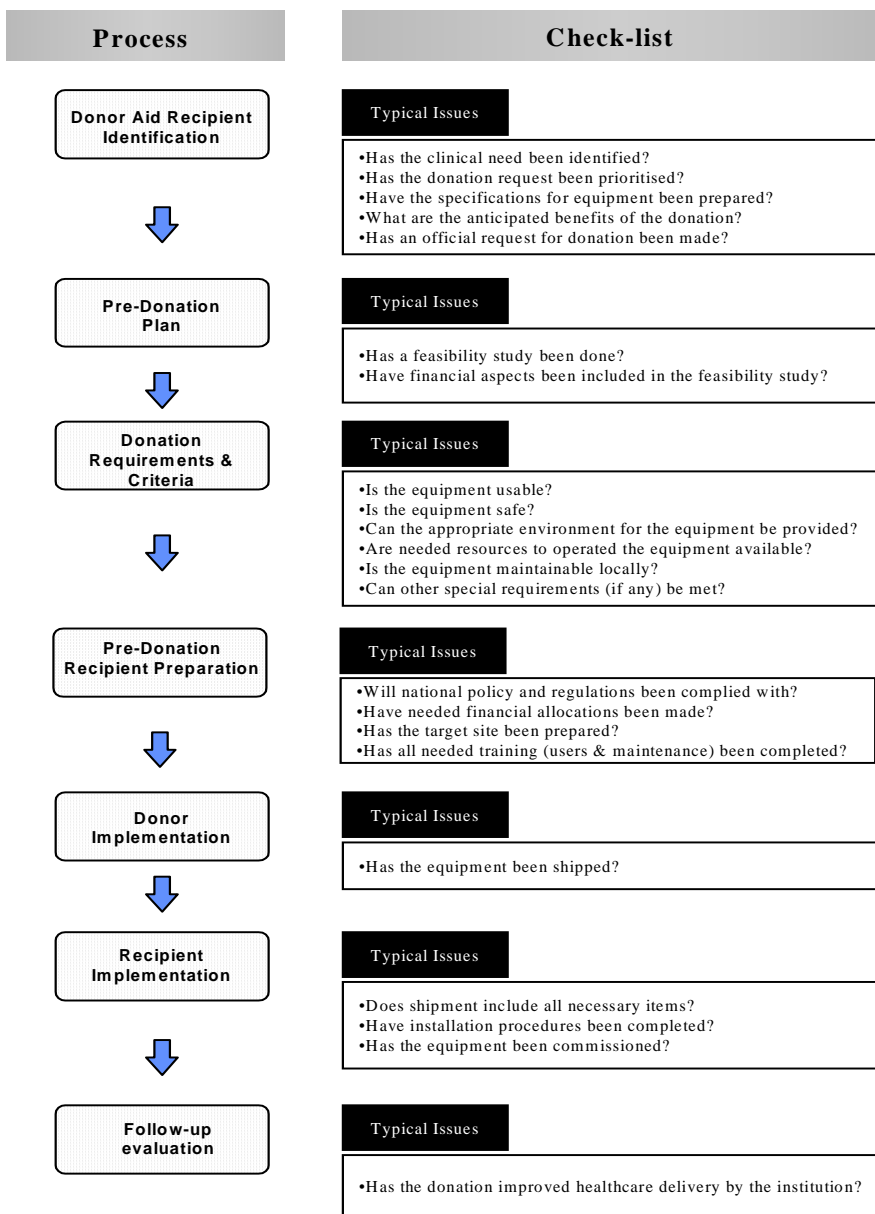 Process
Check-list
Donor Aid Recipient
Identification
Typical Issues
•Has the clinical need been identified?
•Has the donation request been prioritised?
•Have the specifications for equipment been prepared?
•What are the anticipated benefits of the donation?
•Has an official request for donation been made?
Pre-Donation
Plan
Typical Issues
•Has a feasibility study been done?
•Have financial aspects been included in the feasibility study?
Donation
Requirements &
Criteria
Typical Issues
•Is the equipment usable?
•Is the equipment safe?
•Can the appropriate environment for the equipment be provided?
•Are needed resources to operated the equipment available?
•Is the equipment maintainable locally?
•Can other special requirements (if any) be met?
Pre-Donation
Recipient Preparation
Typical Issues
•Will national policy and regulations been complied with?
•Have needed financial allocations been made?
•Has the target site been prepared?
•Has all needed training (users & maintenance) been completed?
Donor
Implementation
Typical Issues
•Has the equipment been shipped?
Recipient
Implementation
Typical Issues
•Does shipment include all necessary items?
•Have installation procedures been completed?
•Has the equipment been commissioned?
Follow-up
evaluation
Typical Issues
•Has the donation improved healthcare delivery by the institution?